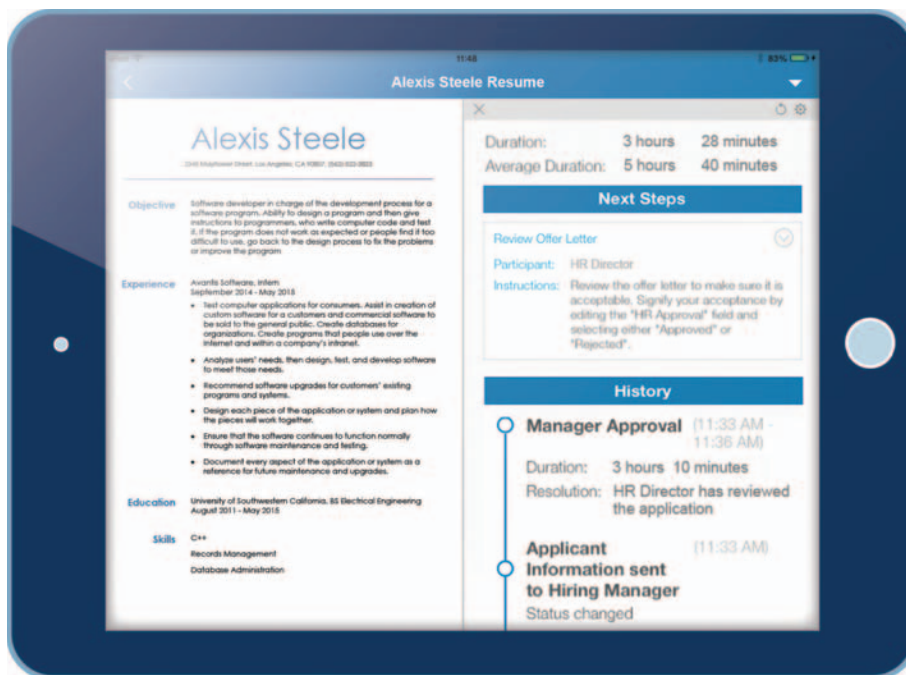 11:48
83%
Alexis Steele Resume
Alexis Steele
Street, Los Angeles, CA 90807, (562) 622-3822
Objective
Software developer in charge of the development process for a
software program. Ability to design a program and then give
instructions to programmers, who write computer code and test
it. If the program does not work as expected or people find it too
difficult to use, go back to the design process to fix the problems
or improve the program
Experience
Avantis Software, Intern
September 2014 - May 2015
• Test computer applications for consumers. Assist in creation of
custom software for a customers and commercial software to
be sold to the general public. Create databases for
organizations. Create programs that people use over the
Internet and within a company's intranet.
• Analyze users' needs, then design, test, and develop software
to meet those needs.
• Recommend software upgrades for customers' existing
programs and systems.
• Design each piece of the application or system and plan how
the pieces will work together.
• Ensure that the software continues to function normally
through software maintenance and testing.
• Document every aspect of the application or system as a
reference for future maintenance and upgrades.
Education
University of Southwestern California, BS Electrical Engineering
August 2011 - May 2015
Skills
C++
Records Management
Database Administration
Duration: 3 hours 28 minutes
Average Duration: 5 hours 40 minutes
Next Steps
Review Offer Letter
Participant: HR Director
Instructions: Review the offer letter to make sure it is
acceptable. Signify your acceptance by
editing the "HR Approval" field and
selecting either "Approved" or
"Rejected".
History
Manager Approval (11:33 AM -
11:36 AM)
Duration: 3 hours 10 minutes
Resolution: HR Director has reviewed
the application
Applicant (11:33 AM)
Information sent
to Hiring Manager
Status changed